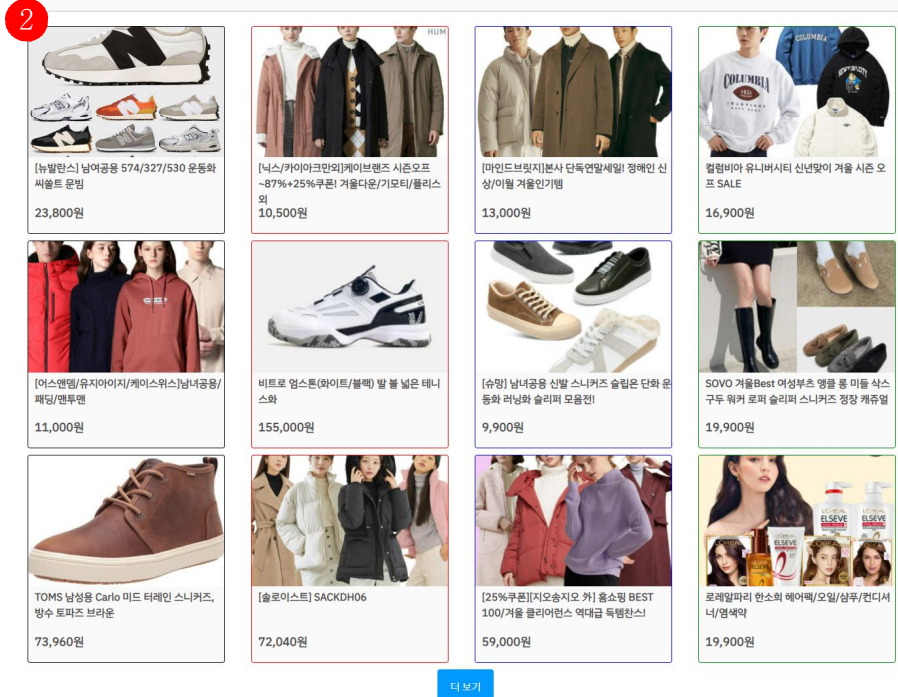 2
HUM
COLUMBIA
COLUMBIA
[뉴발란스] 남여공용 574/327/530 운동화
씨쏠트 문빔
23,800원
[닉스/카이아크만외]케이브랜즈 시즌오프
~87%+25%쿠폰! 겨울다운/기모티/플리스
외
10,500원
[마인드브릿지]본사 단독연말세일! 정해인 신
상/이월 겨울인기템
13,000원
컬럼비아 유니버시티 신년맞이 겨울 시즌 오
프 SALE
16,900원
[어스앤뎀/유지아이지/케이스위스]남녀공용/
패딩/맨투맨
11,000원
비트로 엄스톤(화이트/블랙) 발 볼 넓은 테니
스화
155,000원
[슈망] 남녀공용 신발 스니커즈 슬립온 단화 운
동화 러닝화 슬리퍼 모음전!
9,900원
SOVO 겨울Best 여성부츠 앵클 롱 미들 삭스
구두 워커 로퍼 슬리퍼 스니커즈 정장 캐쥬얼
19,900원
L'OREAL
ELSEVE
L'OREAL
ELSEVE
ELSEVE
TOMS 남성용 Carlo 미드 터레인 스니커즈,
방수 토파즈 브라운
73,960원
[솔로이스트] SACKDH06
72,040원
[25%쿠폰][지오송지오 외] 홈쇼핑 BEST
100/겨울 클리어런스 역대급 득템찬스!
59,000원
로레알파리 한소희 헤어팩/오일/샴푸/컨디셔
너/염색약
19,900원
더 보기